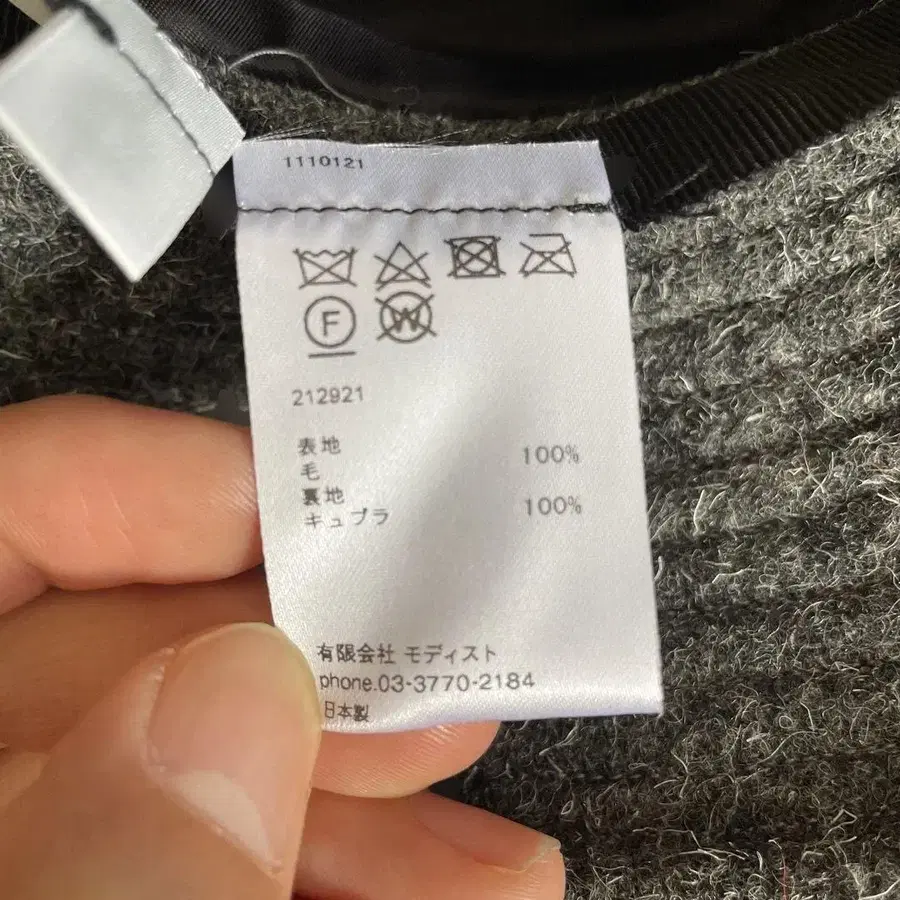 1110121
F W
212921
表地
毛 100%
裏地
キュプラ 100%
有限会社 モディスト
phone.03-3770-2184
日本製